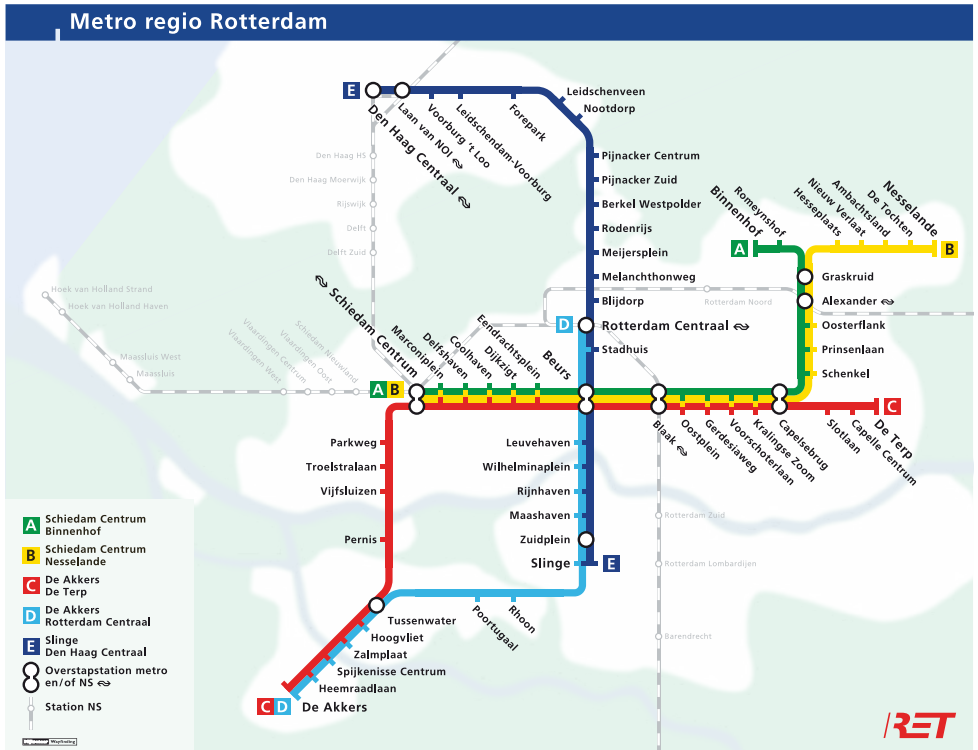 Metro regio Rotterdam
E
Den Haag Centraal
Laan van NOI
Voorburg 't Loo
Leidschendam-Voorburg
Forepark
Leidschenveen
Nootdorp
Pijnacker Centrum
Pijnacker Zuid
Berkel Westpolder
Rodenrijs
Meijersplein
Melanchthonweg
Blijdorp
D
Rotterdam Centraal
Stadhuis
Den Haag HS
Den Haag Moerwijk
Rijswijk
Delft
Delft Zuid
Hoek van Holland Strand
Hoek van Holland Haven
Maassluis West
Maassluis
Vlaardingen West
Vlaardingen Centrum
Vlaardingen Oost
Schiedam Nieuwland
Rotterdam Noord
A
Binnenhof
Romeynshof
Hesseplaats
Nieuw Verlaat
Ambachtsland
De Tochten
Nesselande
B
Graskruid
Alexander
Oosterflank
Prinsenlaan
Schenkel
A B
Schiedam Centrum
Marconiplein
Delfshaven
Coolhaven
Dijkzigt
Eendrachtsplein
Beurs
Blaak
Oostplein
Gerdesiaweg
Voorschoterlaan
Kralingse Zoom
Capelsebrug
Slotlaan
Capelle Centrum
De Terp
C
Parkweg
Troelstralaan
Vijfsluizen
Pernis
Leuvehaven
Wilhelminaplein
Rijnhaven
Maashaven
Zuidplein
Slinge
E
Rotterdam Zuid
Rotterdam Lombardijen
Barendrecht
Tussenwater
Hoogvliet
Zalmplaat
Spijkenisse Centrum
Heemraadlaan
C D
De Akkers
Poortugaal
Rhoon
A
Schiedam Centrum
Binnenhof
B
Schiedam Centrum
Nesselande
C
De Akkers
De Terp
D
De Akkers
Rotterdam Centraal
E
Slinge
Den Haag Centraal
Overstapstation metro
en/of NS
Station NS
RET